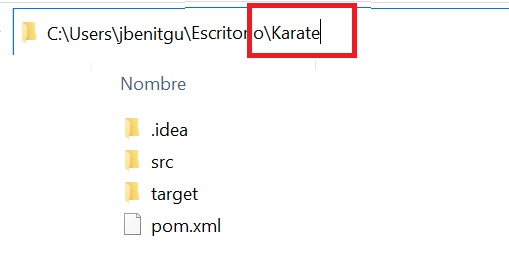 C:\Users\jbenitgu\Escritorio\Karate
Nombre
.idea
src
target
pom.xml